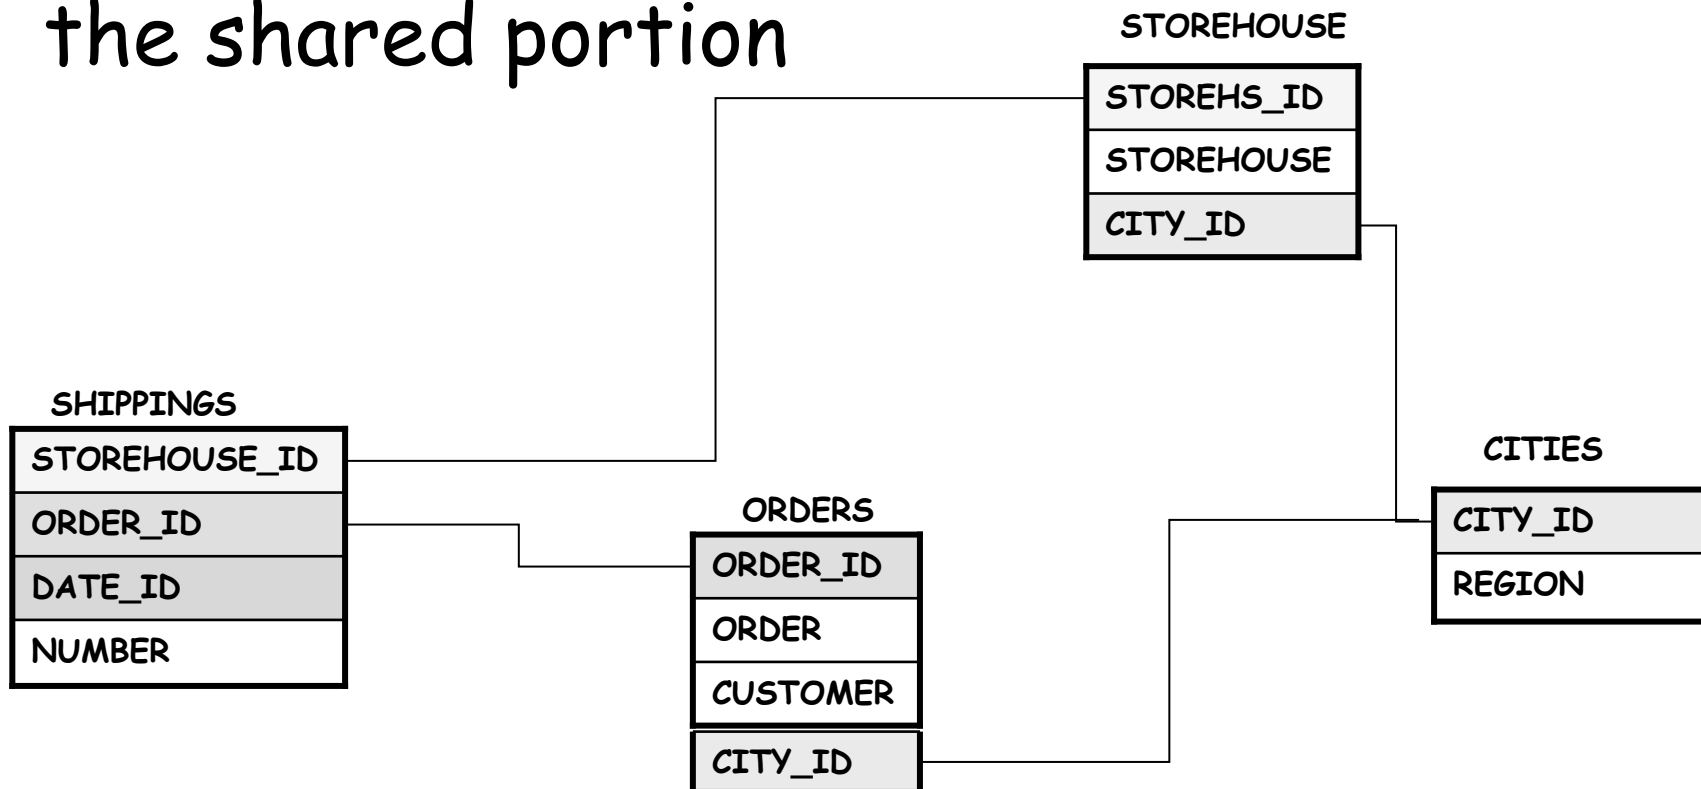 the shared portion
STOREHOUSE
STOREHS_ID
STOREHOUSE
CITY_ID
SHIPPINGS
STOREHOUSE_ID
ORDER_ID
DATE_ID
NUMBER
ORDERS
ORDER_ID
ORDER
CUSTOMER
CITY_ID
CITIES
CITY_ID
REGION